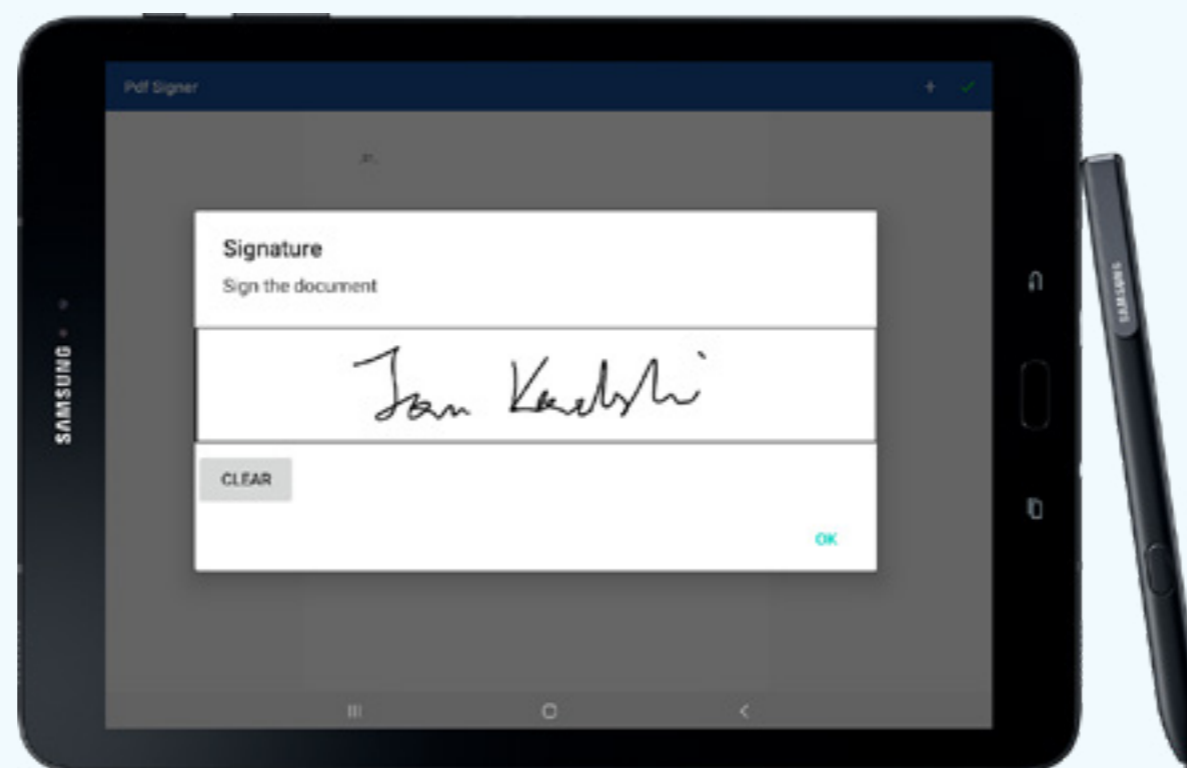 Pdf Signer
Signature
Sign the document
Jan
CLEAR
OK
SAMSUNG
SAMSUNG